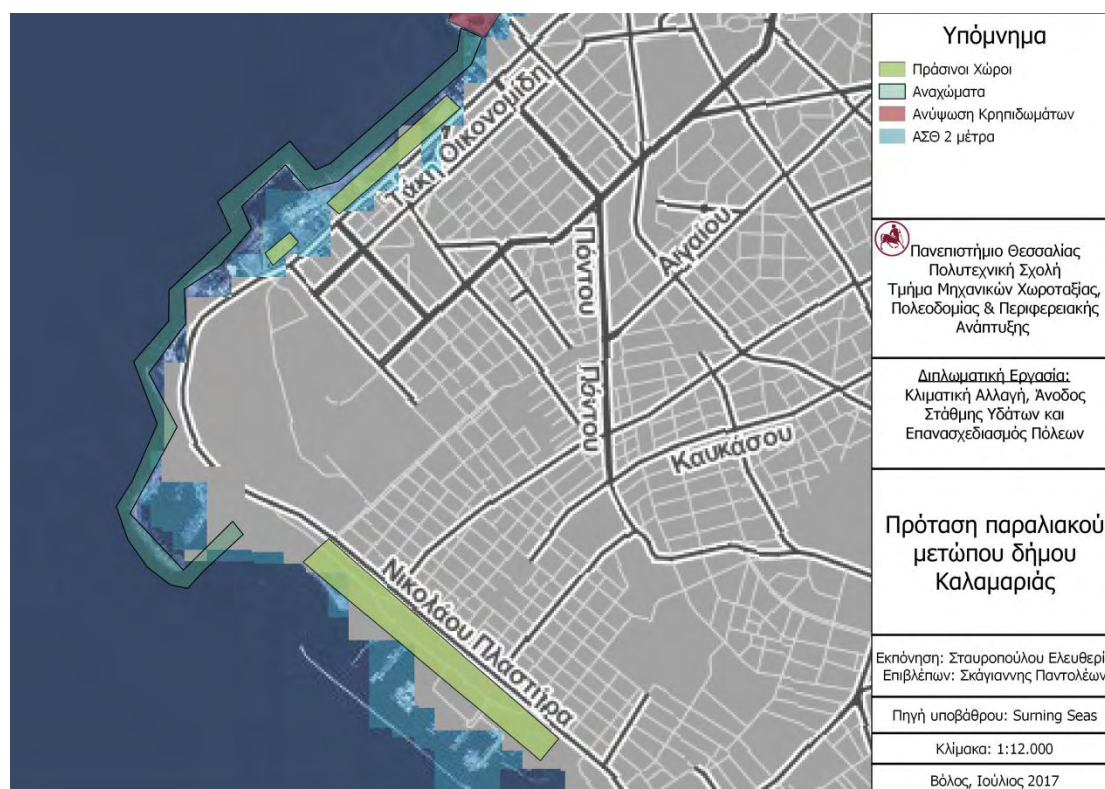 Υπόμνημα
Πράσινοι Χώροι
Αναχώματα
Ανύψωση Κρηπιδωμάτων
ΑΣΘ 2 μέτρα
Πανεπιστήμιο Θεσσαλίας
Πολυτεχνική Σχολή
Τμήμα Μηχανικών Χωροταξίας,
Πολεοδομίας & Περιφερειακής
Ανάπτυξης
Διπλωματική Εργασία:
Κλιματική Αλλαγή, Άνοδος
Στάθμης Υδάτων και
Επανασχεδιασμός Πόλεων
Πρόταση παραλιακού
μετώπου δήμου
Καλαμαριάς
Εκπόνηση: Σταυροπούλου Ελευθερί
Επιβλέπων: Σκάγιαννης Παντολέων
Πηγή υποβάθρου: Surning Seas
Κλίμακα: 1:12.000
Βόλος, Ιούλιος 2017
Τάκη Οικονομίδη
Πόντου
Αιγαίου
Πόντου
Καυκάσου
Νικολάου Πλαστήρα